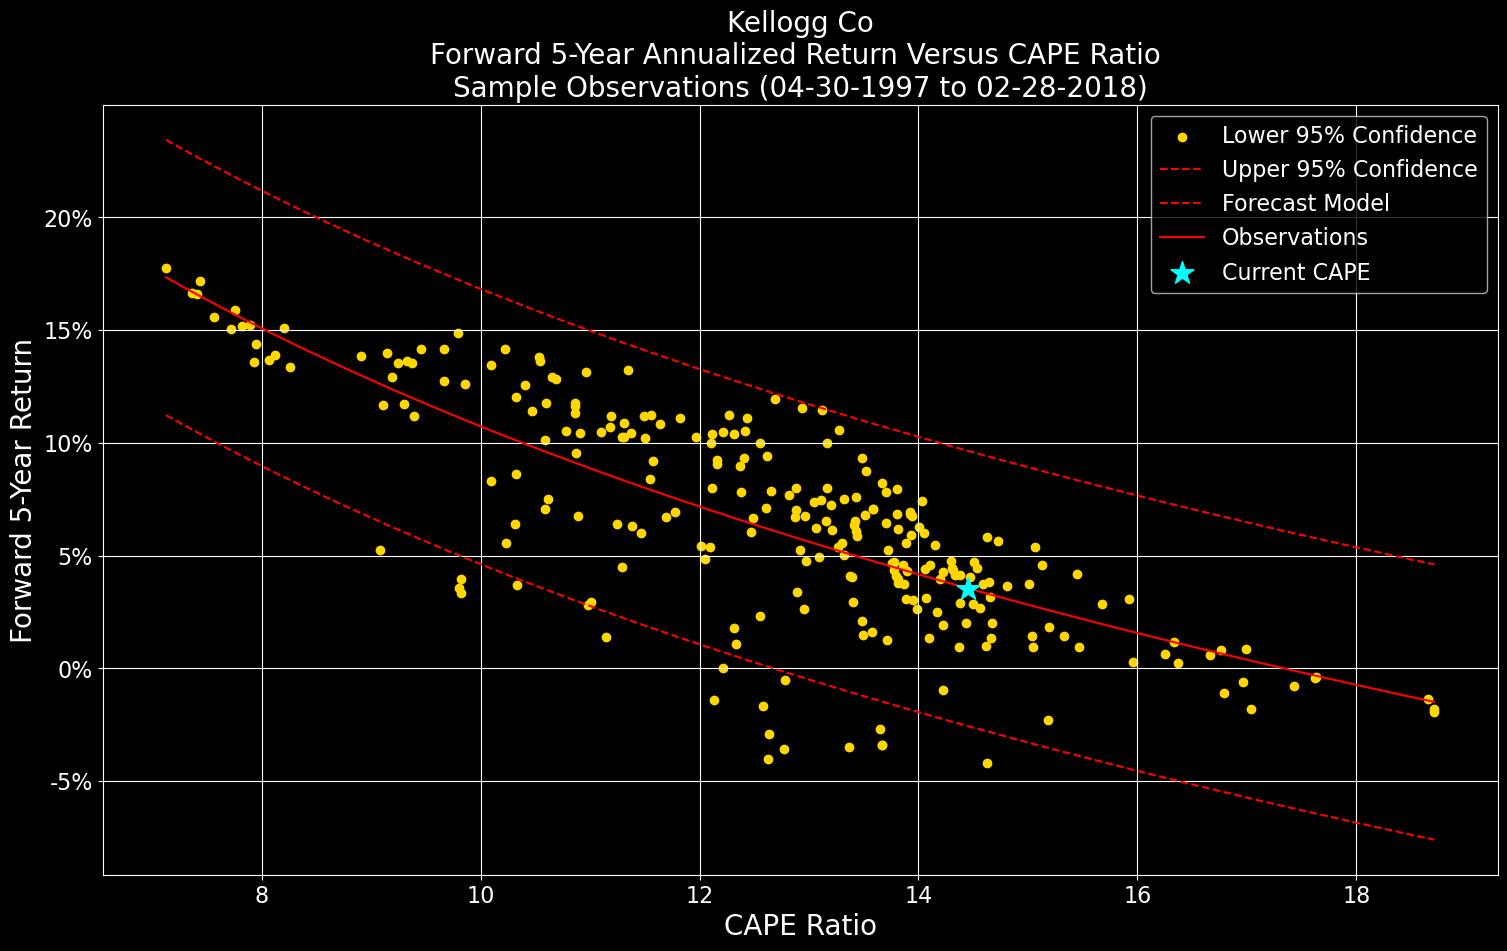 Kellogg Co
Forward 5-Year Annualized Return Versus CAPE Ratio
Sample Observations (04-30-1997 to 02-28-2018)
Lower 95% Confidence
Upper 95% Confidence
Forecast Model
Observations
Current CAPE
Forward 5-Year Return
20%
15%
10%
5%
0%
-5%
8 10 12 14 16 18
CAPE Ratio